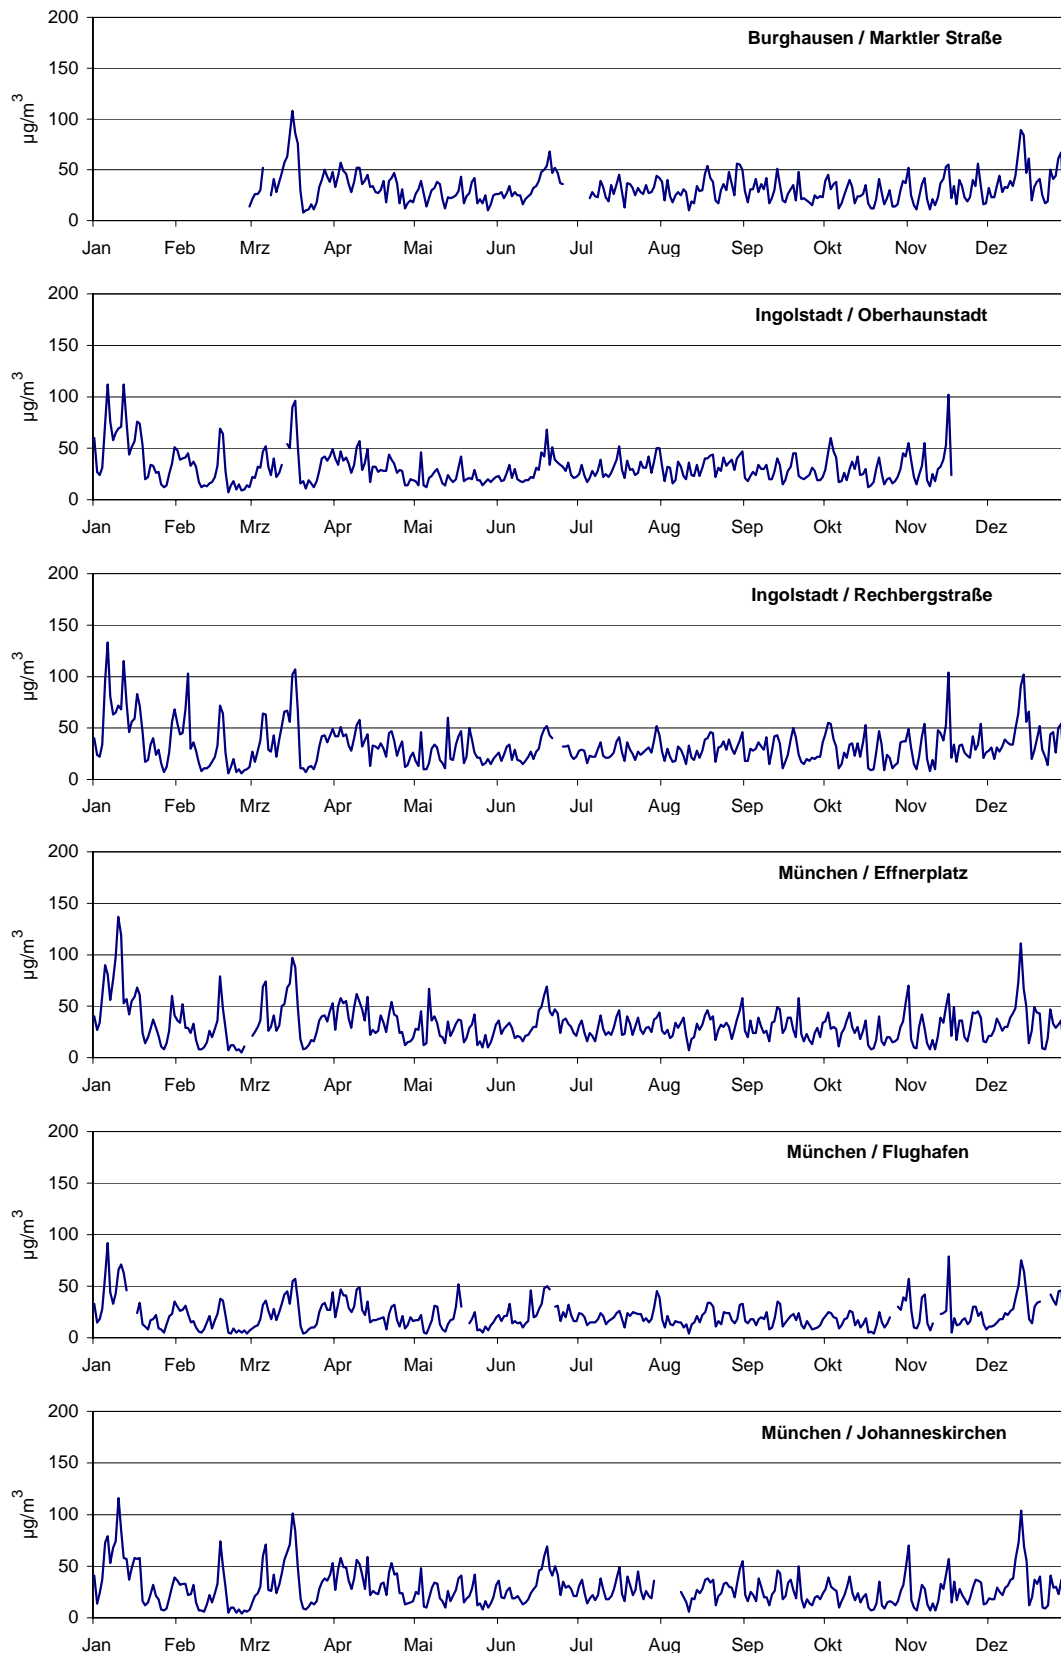 Burghausen / Marktler Straße
200
150
100
50
0
µg/m³
Jan Feb Mrz Apr Mai Jun Jul Aug Sep Okt Nov Dez
Ingolstadt / Oberhaunstadt
200
150
100
50
0
µg/m³
Jan Feb Mrz Apr Mai Jun Jul Aug Sep Okt Nov Dez
Ingolstadt / Rechbergstraße
200
150
100
50
0
µg/m³
Jan Feb Mrz Apr Mai Jun Jul Aug Sep Okt Nov Dez
München / Effnerplatz
200
150
100
50
0
µg/m³
Jan Feb Mrz Apr Mai Jun Jul Aug Sep Okt Nov Dez
München / Flughafen
200
150
100
50
0
µg/m³
Jan Feb Mrz Apr Mai Jun Jul Aug Sep Okt Nov Dez
München / Johanneskirchen
200
150
100
50
0
µg/m³
Jan Feb Mrz Apr Mai Jun Jul Aug Sep Okt Nov Dez